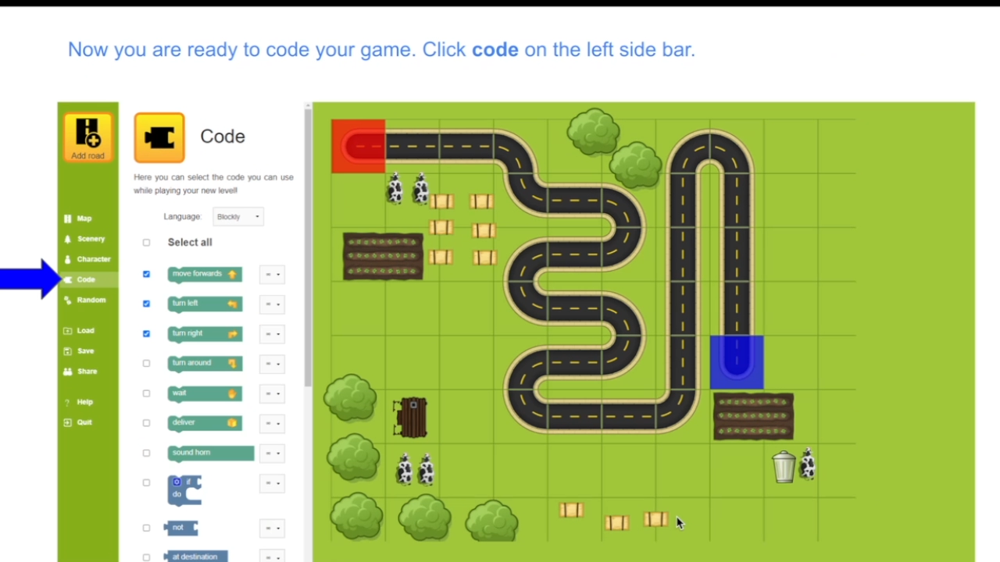 Now you are ready to code your game. Click code on the left side bar.
Add road
Map
Scenery
Character
Code
Random
Load
Save
Share
? Help
Quit
Code
Here you can select the code you can use
while playing your new level!
Language: Blockly
Select all
move forwards ∞
turn left ∞
turn right ∞
turn around ∞
wait ∞
deliver ∞
sound horn ∞
if
do ∞
not ∞
at destination ∞